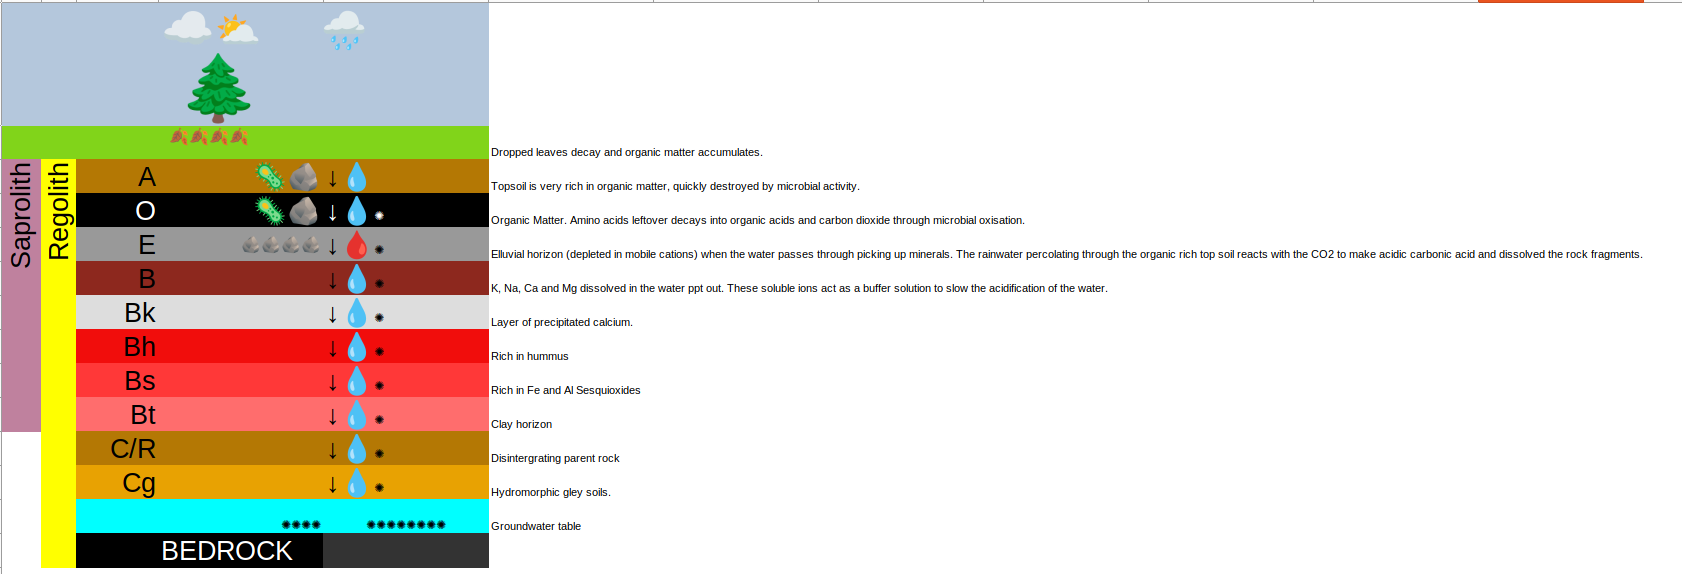 Dropped leaves decay and organic matter accumulates.
Saprolith
Regolith
A ↓ Topsoil is very rich in organic matter, quickly destroyed by microbial activity.
O ↓ Organic Matter. Amino acids leftover decays into organic acids and carbon dioxide through microbial oxisation.
E ↓ Elluvial horizon (depleted in mobile cations) when the water passes through picking up minerals. The rainwater percolating through the organic rich top soil reacts with the CO2 to make acidic carbonic acid and dissolved the rock fragments.
B ↓ K, Na, Ca and Mg dissolved in the water ppt out. These soluble ions act as a buffer solution to slow the acidification of the water.
Bk ↓ Layer of precipitated calcium.
Bh ↓ Rich in hummus
Bs ↓ Rich in Fe and Al Sesquioxides
Bt ↓ Clay horizon
C/R ↓ Disintergrating parent rock
Cg ↓ Hydromorphic gley soils.
Groundwater table
BEDROCK